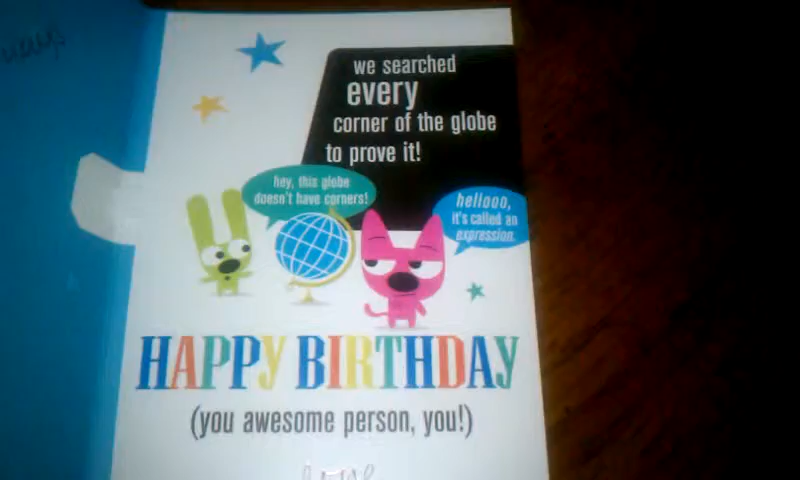 we searched
every
corner of the globe
to prove it!
hey, this globe
doesn't have corners!
hellooo,
it's called an
expression.
HAPPY BIRTHDAY
(you awesome person, you!)